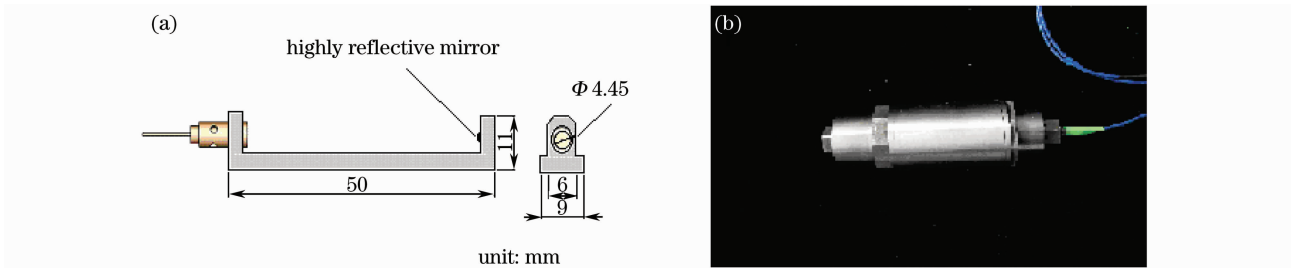 (a)
highly reflective mirror
Φ 4.45
11
50
6
9
unit: mm
(b)